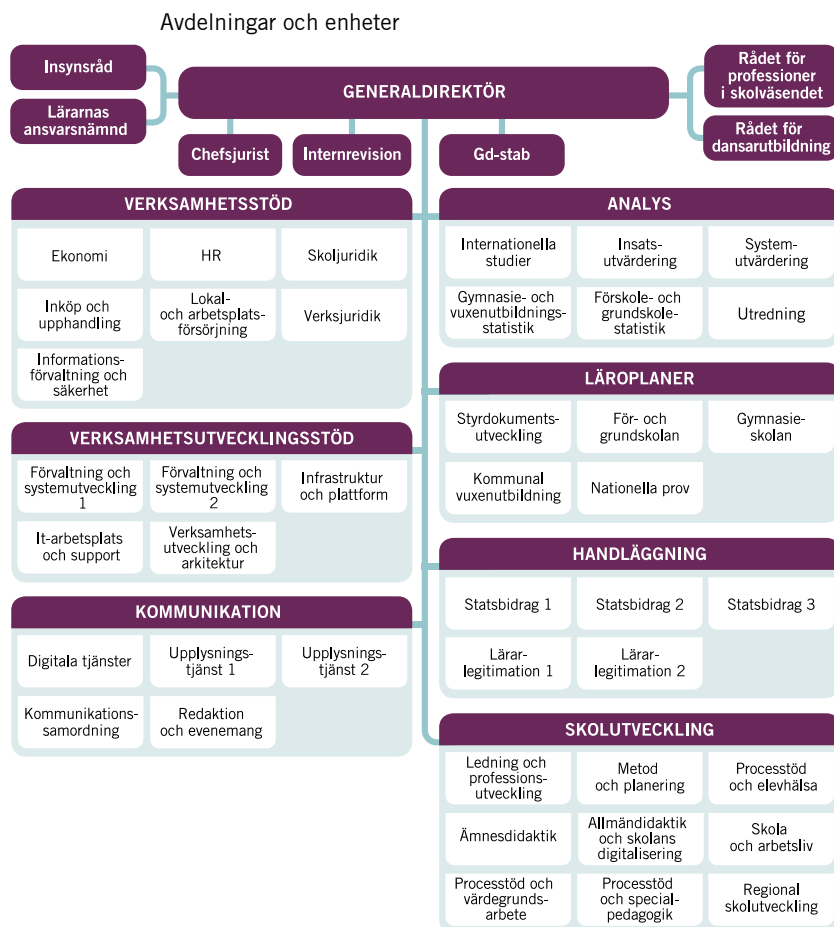 Avdelningar och enheter
Insynsråd
Lärarnas
ansvarsnämnd
GENERALDIREKTÖR
Rådet för
professioner
i skolväsendet
Rådet för
dansarutbildning
Chefsjurist
Internrevision
Gd-stab
VERKSAMHETSSTÖD
Ekonomi
HR
Skoljuridik
Inköp och
upphandling
Lokal-
och arbetsplats-
försörjning
Verksjuridik
Informations-
förvaltning och
säkerhet
VERKSAMHETSUTVECKLINGSSTÖD
Förvaltning och
systemutveckling
1
Förvaltning och
systemutveckling
2
Infrastruktur
och plattform
It-arbetsplats
och support
Verksamhets-
utveckling och
arkitektur
KOMMUNIKATION
Digitala tjänster
Upplysnings-
tjänst 1
Upplysnings-
tjänst 2
Kommunikations-
samordning
Redaktion
och evenemang
ANALYS
Internationella
studier
Insats-
utvärdering
System-
utvärdering
Gymnasie- och
vuxenutbildnings-
statistik
Förskole- och
grundskole-
statistik
Utredning
LÄROPLANER
Styrdokuments-
utveckling
För- och
grundskolan
Gymnasie-
skolan
Kommunal
vuxenutbildning
Nationella prov
HANDLÄGGNING
Statsbidrag 1
Statsbidrag 2
Statsbidrag 3
Lärar-
legitimation 1
Lärar-
legitimation 2
SKOLUTVECKLING
Ledning och
professions-
utveckling
Metod
och planering
Processtöd
och elevhälsa
Ämnesdidaktik
Allmändidaktik
och skolans
digitalisering
Skola
och arbetsliv
Processtöd och
värdegrunds-
arbete
Processtöd
och special-
pedagogik
Regional
skolutveckling